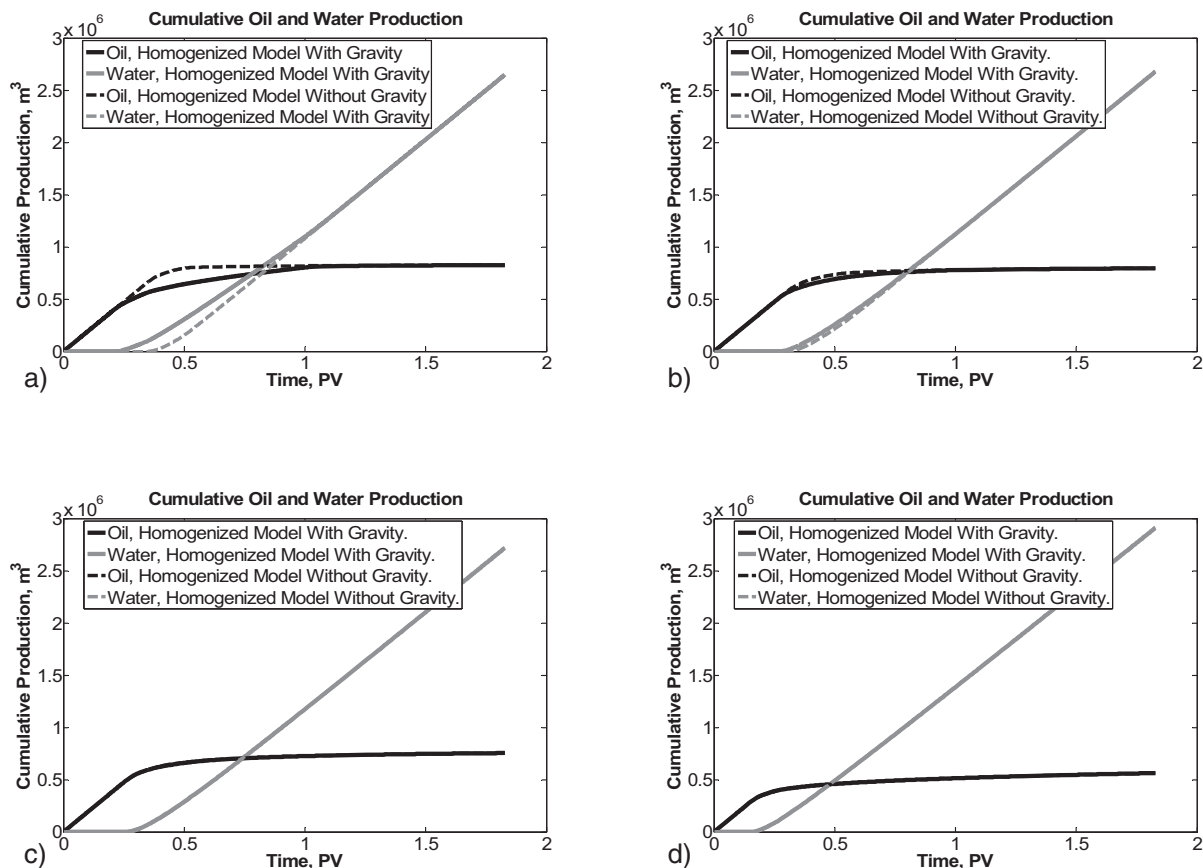 Cumulative Oil and Water Production
3 x 10^6
Oil, Homogenized Model With Gravity
Water, Homogenized Model With Gravity
Oil, Homogenized Model Without Gravity
Water, Homogenized Model With Gravity
2.5
2
1.5
1
0.5
0
Cumulative Production, m³
0 0.5 1 1.5 2
Time, PV
a)
Cumulative Oil and Water Production
3 x 10^6
Oil, Homogenized Model With Gravity.
Water, Homogenized Model With Gravity.
Oil, Homogenized Model Without Gravity.
Water, Homogenized Model Without Gravity.
2.5
2
1.5
1
0.5
0
Cumulative Production, m³
0 0.5 1 1.5 2
Time, PV
b)
Cumulative Oil and Water Production
3 x 10^6
Oil, Homogenized Model With Gravity.
Water, Homogenized Model With Gravity.
Oil, Homogenized Model Without Gravity.
Water, Homogenized Model Without Gravity.
2.5
2
1.5
1
0.5
0
Cumulative Production, m³
0 0.5 1 1.5 2
Time, PV
c)
Cumulative Oil and Water Production
3 x 10^6
Oil, Homogenized Model With Gravity.
Water, Homogenized Model With Gravity.
Oil, Homogenized Model Without Gravity.
Water, Homogenized Model Without Gravity.
2.5
2
1.5
1
0.5
0
Cumulative Production, m³
0 0.5 1 1.5 2
Time, PV
d)